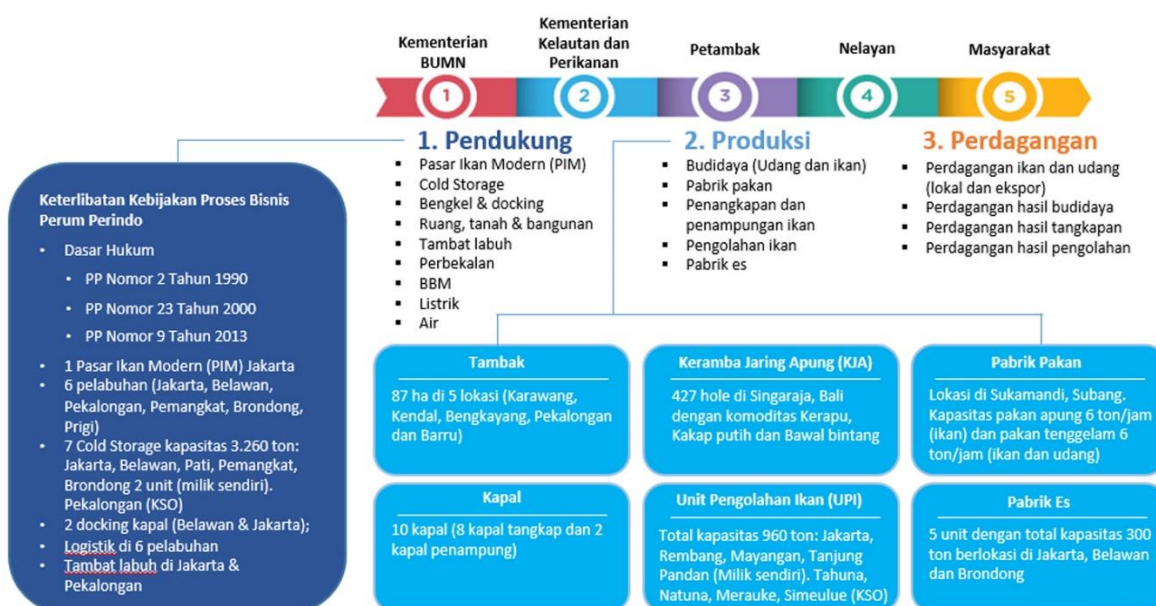 Kementerian
BUMN
Kementerian
Kelautan dan
Perikanan
Petambak
Nelayan
Masyarakat
1
2
3
4
5
1. Pendukung
▪ Pasar Ikan Modern (PIM)
▪ Cold Storage
▪ Bengkel & docking
▪ Ruang, tanah & bangunan
▪ Tambat labuh
▪ Perbekalan
▪ BBM
▪ Listrik
▪ Air
2. Produksi
▪ Budidaya (Udang dan ikan)
▪ Pabrik pakan
▪ Penangkapan dan
penampungan ikan
▪ Pengolahan ikan
▪ Pabrik es
3. Perdagangan
▪ Perdagangan ikan dan udang
(lokal dan ekspor)
▪ Perdagangan hasil budidaya
▪ Perdagangan hasil tangkapan
▪ Perdagangan hasil pengolahan
Keterlibatan Kebijakan Proses Bisnis
Perum Perindo
• Dasar Hukum
• PP Nomor 2 Tahun 1990
• PP Nomor 23 Tahun 2000
• PP Nomor 9 Tahun 2013
• 1 Pasar Ikan Modern (PIM) Jakarta
• 6 pelabuhan (Jakarta, Belawan,
Pekalongan, Pemangkat, Brondong,
Prigi)
• 7 Cold Storage kapasitas 3.260 ton:
Jakarta, Belawan, Pati, Pemangkat,
Brondong 2 unit (milik sendiri).
Pekalongan (KSO)
• 2 docking kapal (Belawan & Jakarta);
• Logistik di 6 pelabuhan
• Tambat labuh di Jakarta &
Pekalongan
Tambak
87 ha di 5 lokasi (Karawang,
Kendal, Bengkayang, Pekalongan
dan Barru)
Keramba Jaring Apung (KJA)
427 hole di Singaraja, Bali
dengan komoditas Kerapu,
Kakap putih dan Bawal bintang
Pabrik Pakan
Lokasi di Sukamandi, Subang.
Kapasitas pakan apung 6 ton/jam
(ikan) dan pakan tenggelam 6
ton/jam (ikan dan udang)
Kapal
10 kapal (8 kapal tangkap dan 2
kapal penampung)
Unit Pengolahan Ikan (UPI)
Total kapasitas 960 ton: Jakarta,
Rembang, Mayangan, Tanjung
Pandan (Milik sendiri). Tahuna,
Natuna, Merauke, Simeulue (KSO)
Pabrik Es
5 unit dengan total kapasitas 300
ton berlokasi di Jakarta, Belawan
dan Brondong